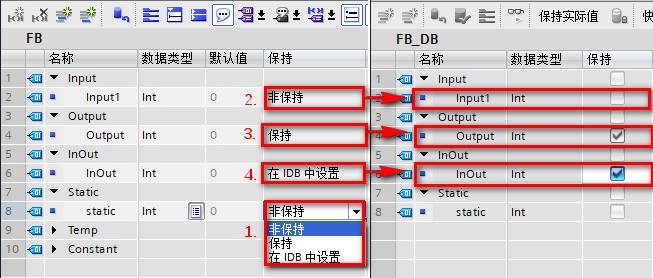 保持实际值
快
FB
名称 数据类型 默认值 保持
1 Input
2 Input1 Int 0 2. 非保持
3 Output
4 Output Int 0 3. 保持
5 InOut
6 InOut Int 0 4. 在 IDB 中设置
7 Static
8 static Int 0 非保持
1. 非保持
保持
在 IDB 中设置
9 Temp
10 Constant
FB_DB
名称 数据类型 保持
1 Input
Input1 Int
3 Output
4 Output Int
5 InOut
6 InOut Int
7 Static
8 static Int